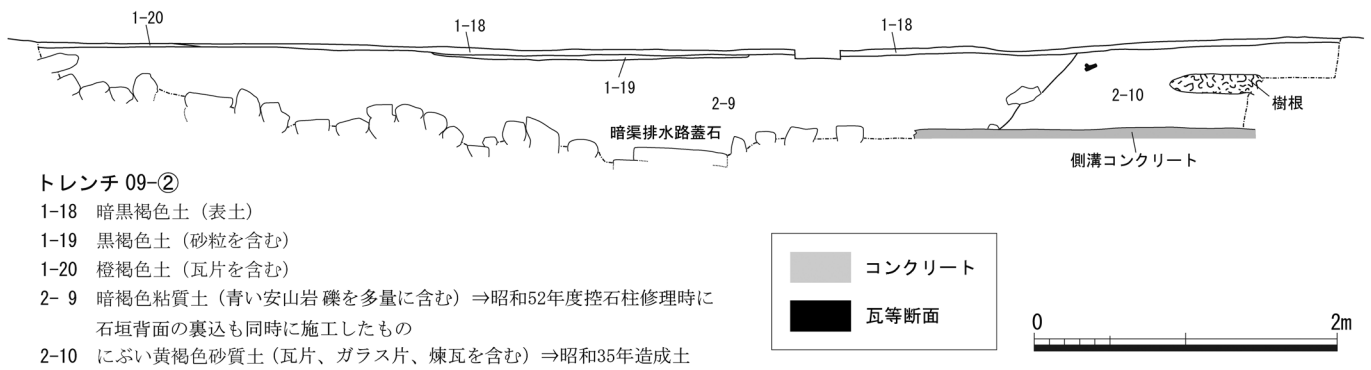 1-20
1-18
1-18
1-19
2-9
2-10
樹根
暗渠排水路蓋石
側溝コンクリート
トレンチ 09-②
1-18 暗黒褐色土（表土）
1-19 黒褐色土（砂粒を含む）
1-20 橙褐色土（瓦片を含む）
2- 9 暗褐色粘質土（青い安山岩 礫を多量に含む）⇒昭和52年度控石柱修理時に
石垣背面の裏込も同時に施工したもの
2-10 にぶい黄褐色砂質土（瓦片、ガラス片、煉瓦を含む）⇒昭和35年造成土
コンクリート
瓦等断面
0 2m